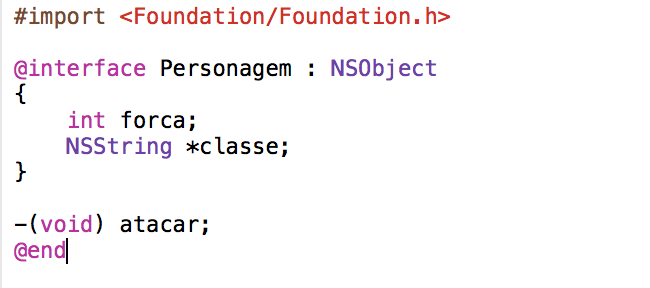 #import <Foundation/Foundation.h>
@interface Personagem : NSObject
{
int forca;
NSString *classe;
}
-(void) atacar;
@end